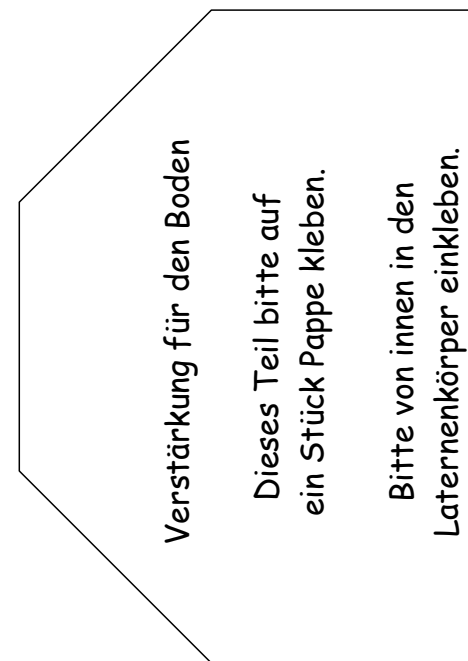 Verstärkung für den Boden
Dieses Teil bitte auf
ein Stück Pappe kleben.
Bitte von innen in den
Laternenkörper einkleben.